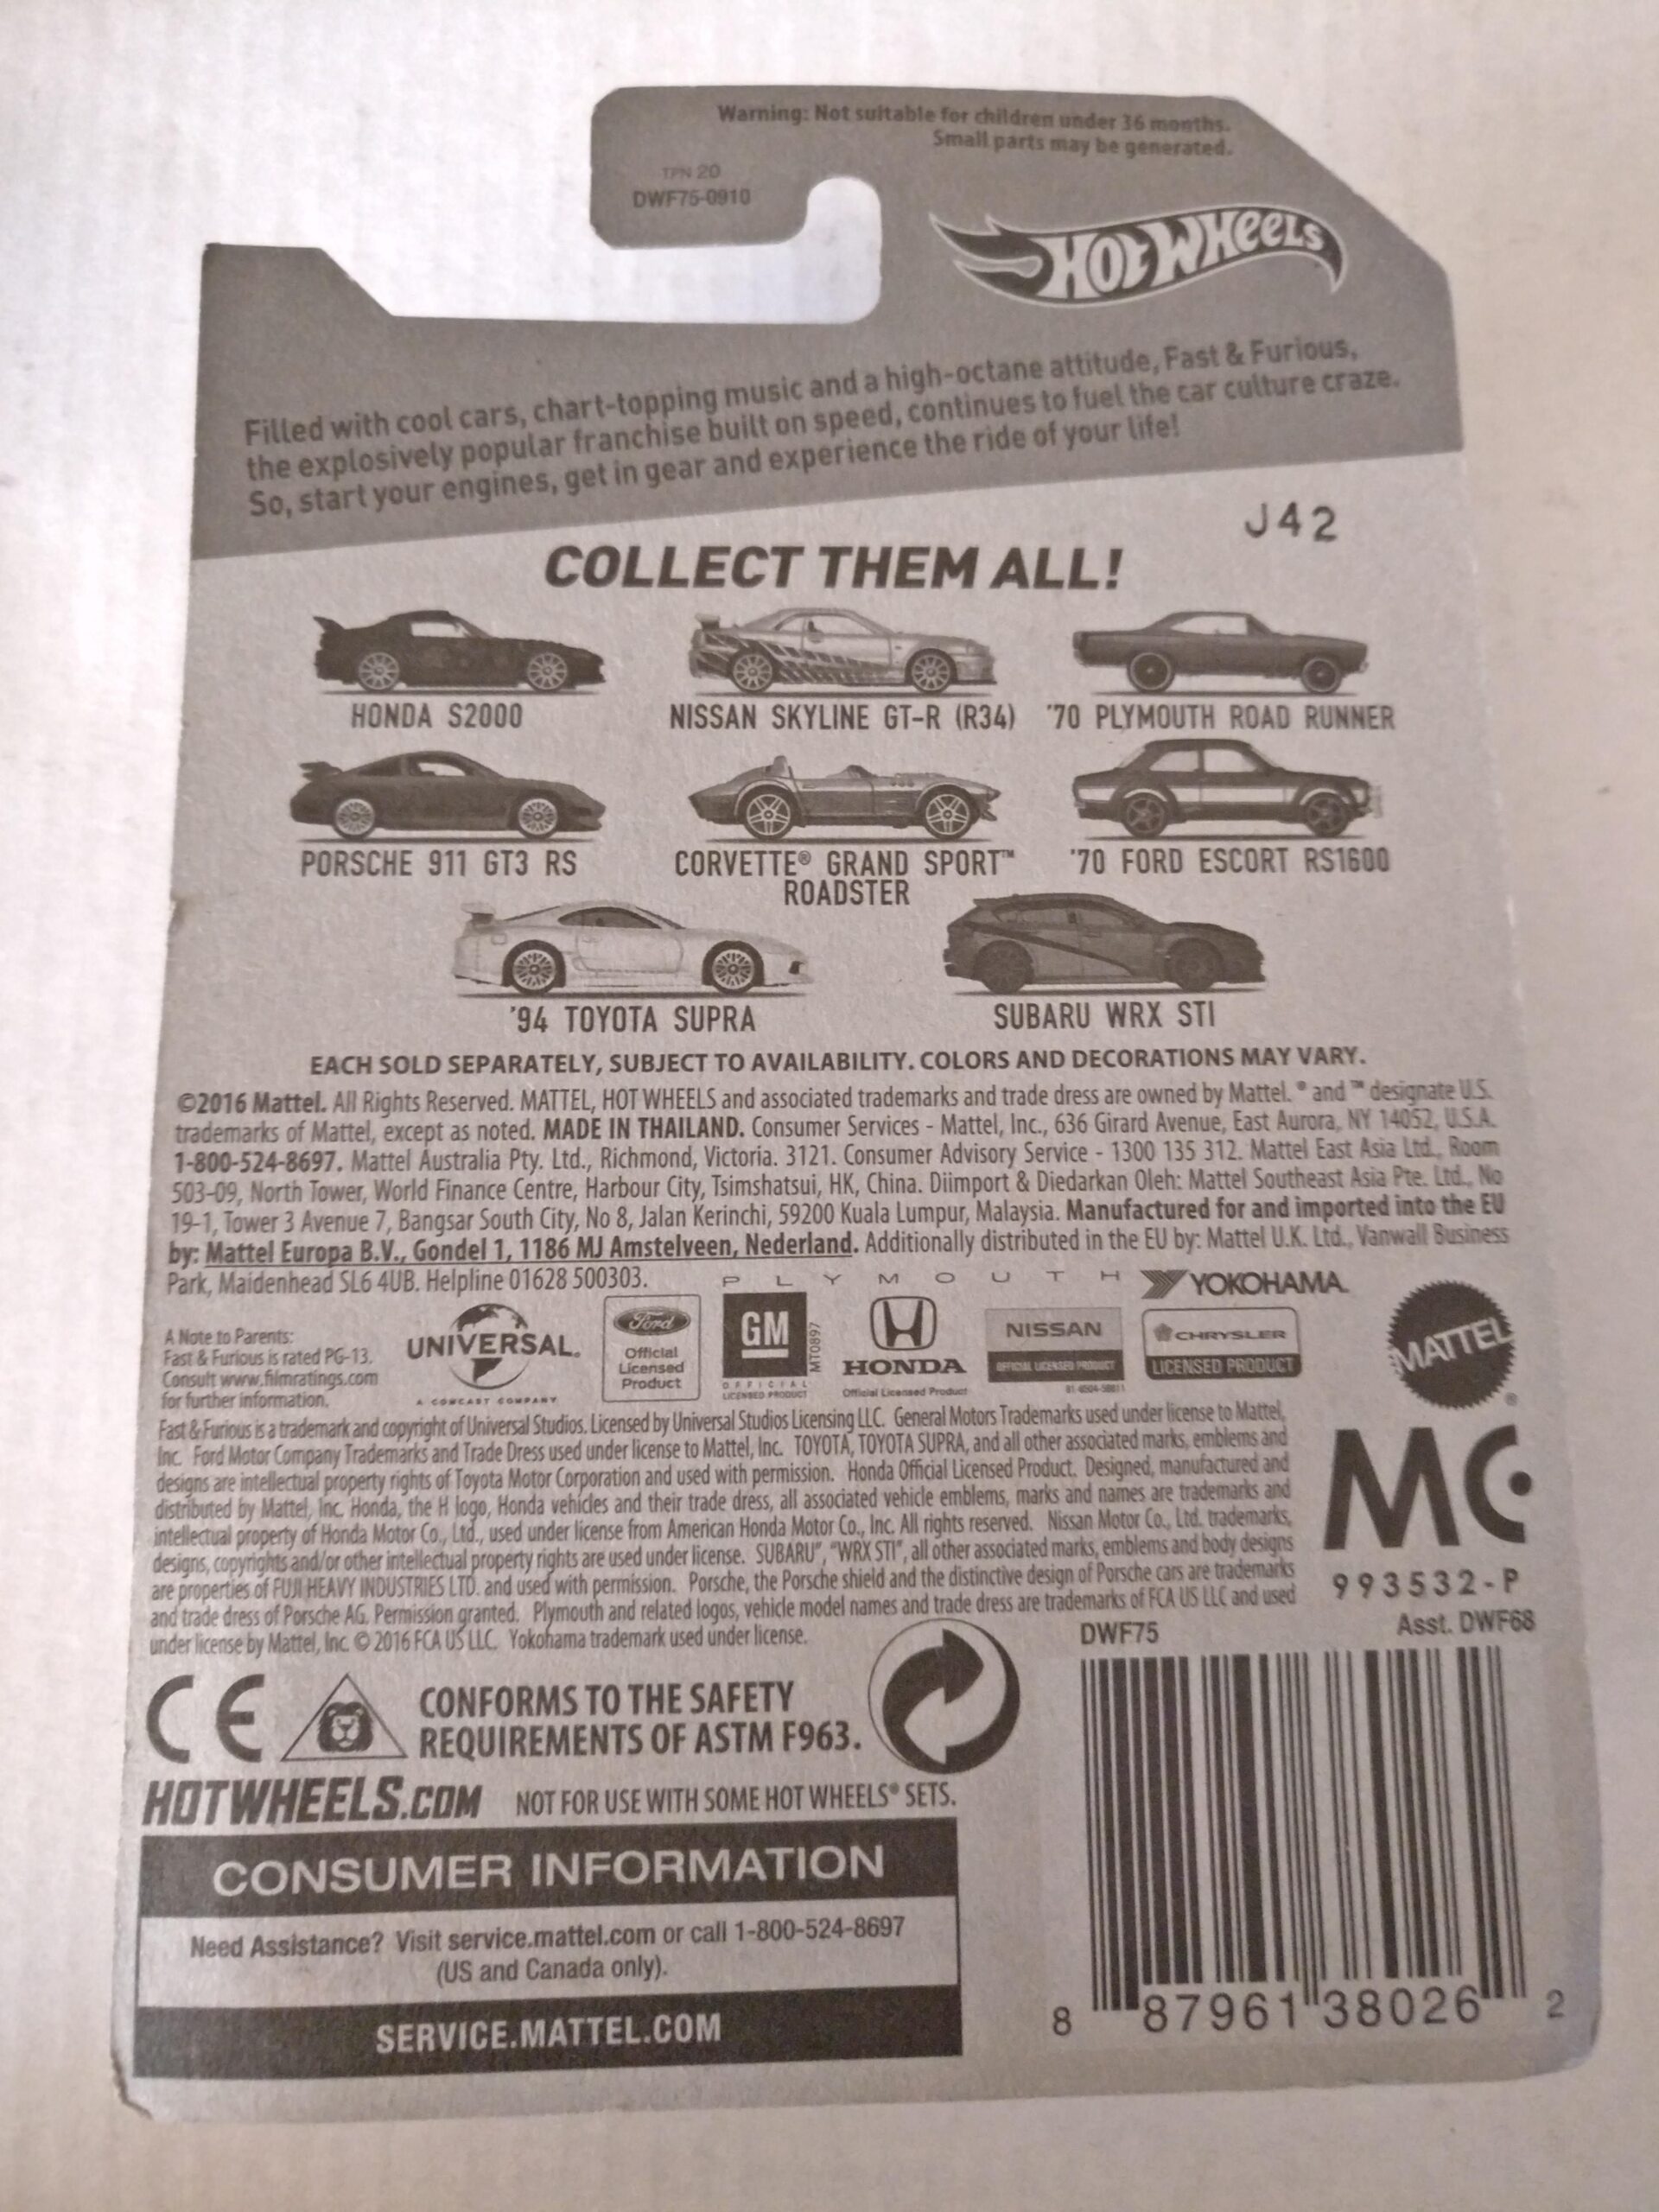 Warning: Not suitable for children under 36 months.
Small parts may be generated.
TPN 20
DWF75-0910
HOT WHEELS
Filled with cool cars, chart-topping music and a high-octane attitude, Fast & Furious,
the explosively popular franchise built on speed, continues to fuel the car culture craze.
So, start your engines, get in gear and experience the ride of your life!
J42
COLLECT THEM ALL!
HONDA S2000
NISSAN SKYLINE GT-R (R34)
'70 PLYMOUTH ROAD RUNNER
PORSCHE 911 GT3 RS
CORVETTE® GRAND SPORT™
ROADSTER
'70 FORD ESCORT RS1600
'94 TOYOTA SUPRA
SUBARU WRX STI
EACH SOLD SEPARATELY, SUBJECT TO AVAILABILITY. COLORS AND DECORATIONS MAY VARY.
©2016 Mattel. All Rights Reserved. MATTEL, HOT WHEELS and associated trademarks and trade dress are owned by Mattel. ® and ™ designate U.S.
trademarks of Mattel, except as noted. MADE IN THAILAND. Consumer Services - Mattel, Inc., 636 Girard Avenue, East Aurora, NY 14052, U.S.A.
1-800-524-8697. Mattel Australia Pty. Ltd., Richmond, Victoria. 3121. Consumer Advisory Service - 1300 135 312. Mattel East Asia Ltd., Room
503-09, North Tower, World Finance Centre, Harbour City, Tsimshatsui, HK, China. Diimport & Diedarkan Oleh: Mattel Southeast Asia Pte. Ltd., No
19-1, Tower 3 Avenue 7, Bangsar South City, No 8, Jalan Kerinchi, 59200 Kuala Lumpur, Malaysia. Manufactured for and imported into the EU
by: Mattel Europa B.V., Gondel 1, 1186 MJ Amstelveen, Nederland. Additionally distributed in the EU by: Mattel U.K. Ltd., Vanwall Business
Park, Maidenhead SL6 4UB. Helpline 01628 500303.
PLYMOUTH
YOKOHAMA
A Note to Parents:
Fast & Furious is rated PG-13.
Consult www.filmratings.com
for further information.
UNIVERSAL
A COMCAST COMPANY
Ford
Official
Licensed
Product
GM
OFFICIAL
LICENSED PRODUCT
MT0897
HONDA
Official Licensed Product
NISSAN
OFFICIAL LICENSED PRODUCT
CHRYSLER
LICENSED PRODUCT
MATTEL®
Fast & Furious is a trademark and copyright of Universal Studios. Licensed by Universal Studios Licensing LLC. General Motors Trademarks used under license to Mattel,
Inc. Ford Motor Company Trademarks and Trade Dress used under license to Mattel, Inc. TOYOTA, TOYOTA SUPRA, and all other associated marks, emblems and
designs are intellectual property rights of Toyota Motor Corporation and used with permission. Honda Official Licensed Product. Designed, manufactured and
distributed by Mattel, Inc. Honda, the H logo, Honda vehicles and their trade dress, all associated vehicle emblems, marks and names are trademarks and
intellectual property of Honda Motor Co., Ltd., used under license from American Honda Motor Co., Inc. All rights reserved. Nissan Motor Co., Ltd. trademarks,
designs, copyrights and/or other intellectual property rights are used under license. SUBARU", "WRX STI", all other associated marks, emblems and body designs
are properties of FUJI HEAVY INDUSTRIES LTD. and used with permission. Porsche, the Porsche shield and the distinctive design of Porsche cars are trademarks
and trade dress of Porsche AG. Permission granted. Plymouth and related logos, vehicle model names and trade dress are trademarks of FCA US LLC and used
under license by Mattel, Inc. © 2016 FCA US LLC. Yokohama trademark used under license.
MC
993532-P
DWF75
Asst. DWF68
CE
CONFORMS TO THE SAFETY
REQUIREMENTS OF ASTM F963.
HOTWHEELS.COM
NOT FOR USE WITH SOME HOT WHEELS® SETS.
CONSUMER INFORMATION
Need Assistance? Visit service.mattel.com or call 1-800-524-8697
(US and Canada only).
SERVICE.MATTEL.COM
8 87961 38026 2